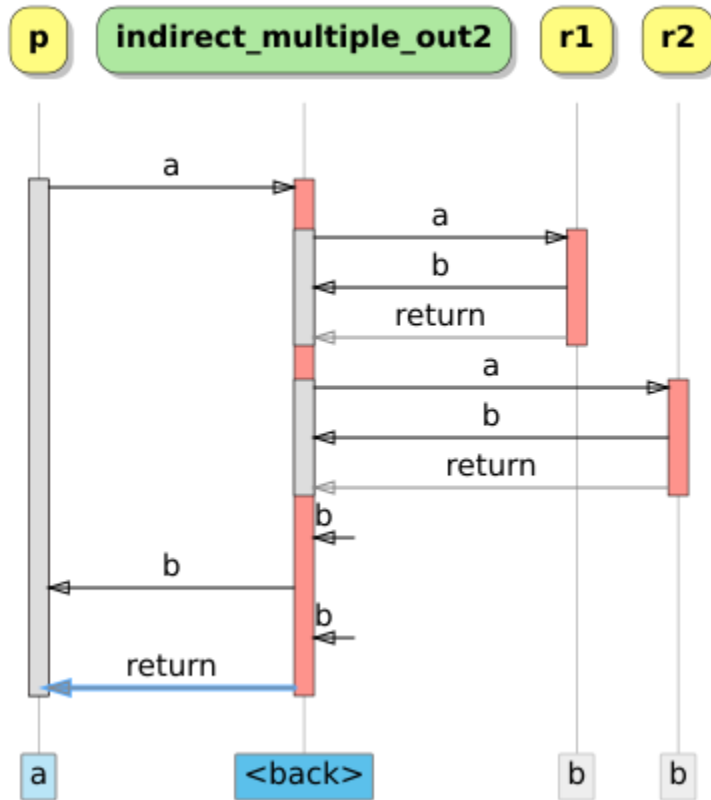 p
indirect_multiple_out2
r1
r2
a
a
b
return
a
b
return
b
b
b
return
a
<back>
b
b